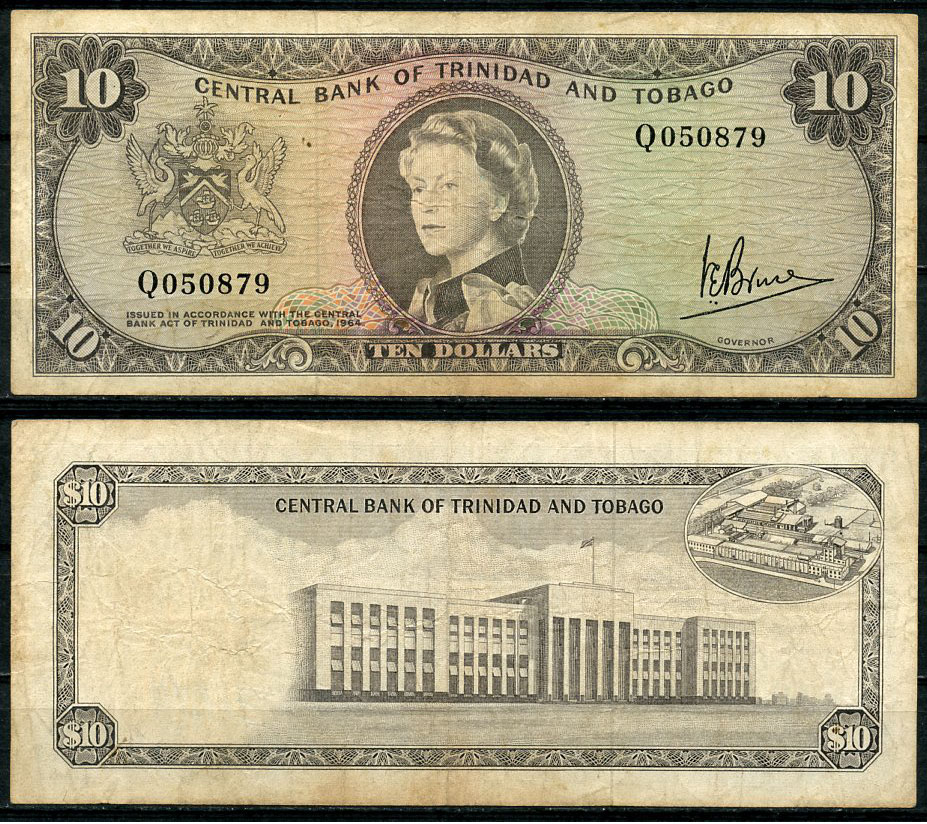 10
10
CENTRAL BANK OF TRINIDAD AND TOBAGO
Q050879
TOGETHER WE ASPIRE TOGETHER WE ACHIEVE
Q050879
ISSUED IN ACCORDANCE WITH THE CENTRAL
BANK ACT OF TRINIDAD AND TOBAGO, 1964
GOVERNOR
10
TEN DOLLARS
10
$10
CENTRAL BANK OF TRINIDAD AND TOBAGO
$10
$10